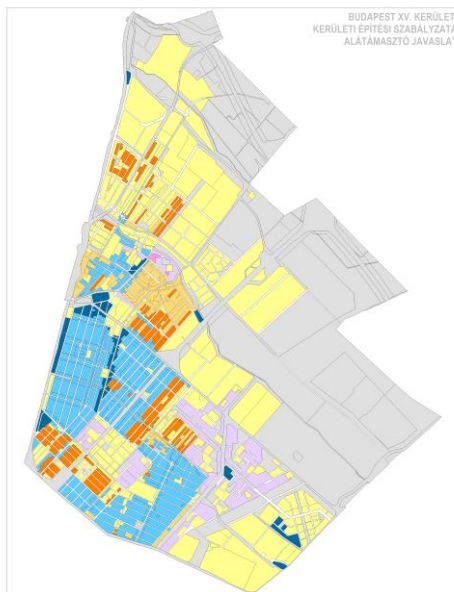 BUDAPEST XV. KERÜLET
KERÜLETI ÉPÍTÉSI SZABÁLYZATA
ALÁTÁMASZTÓ JAVASLAT